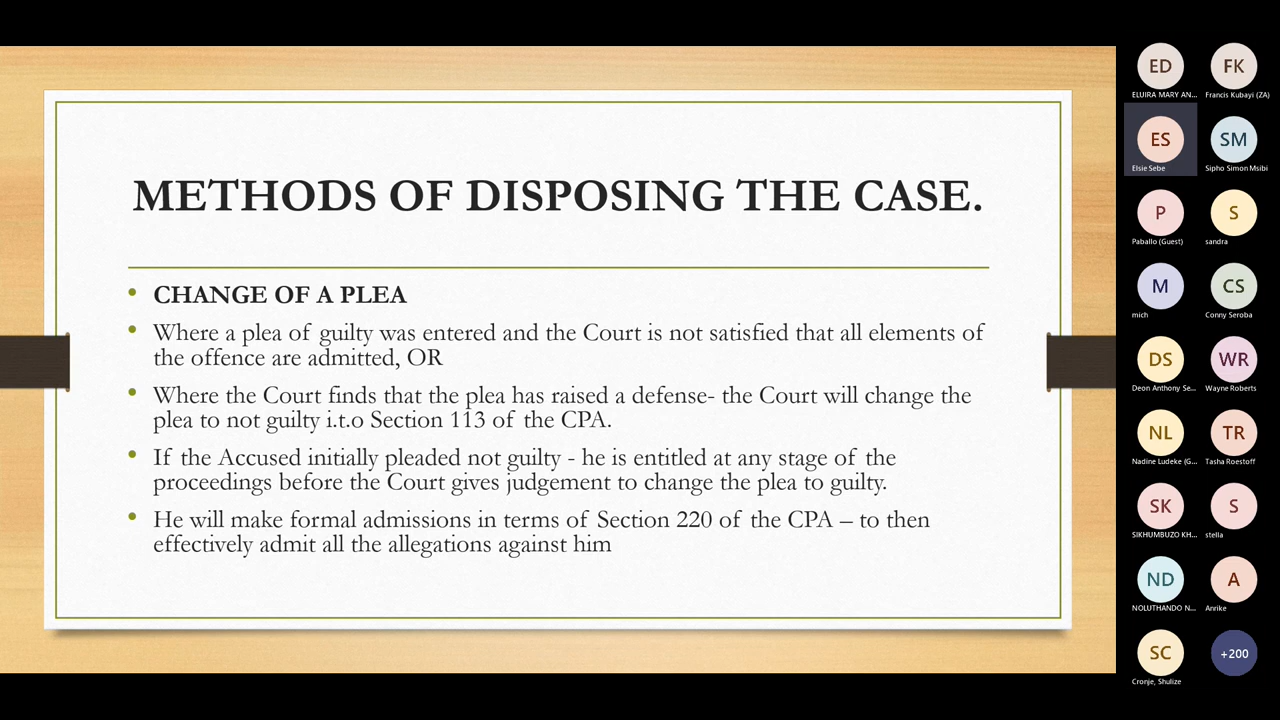 METHODS OF DISPOSING THE CASE.
• CHANGE OF A PLEA
• Where a plea of guilty was entered and the Court is not satisfied that all elements of
the offence are admitted, OR
• Where the Court finds that the plea has raised a defense- the Court will change the
plea to not guilty i.t.o Section 113 of the CPA.
• If the Accused initially pleaded not guilty - he is entitled at any stage of the
proceedings before the Court gives judgement to change the plea to guilty.
• He will make formal admissions in terms of Section 220 of the CPA – to then
effectively admit all the allegations against him
ED
ELUIRA MARY AN...
FK
Francis Kubayi (ZA)
ES
Elsie Sebe
SM
Sipho Simon Msibi
P
Paballo (Guest)
S
sandra
M
mich
CS
Conny Seroba
DS
Deon Anthony Se...
WR
Wayne Roberts
NL
Nadine Ludeke (G...
TR
Tasha Roestoff
SK
SIKHUMBUZO KH...
S
stella
ND
NOLUTHANDO N...
A
Anrike
SC
Cronje, Shulize
+200